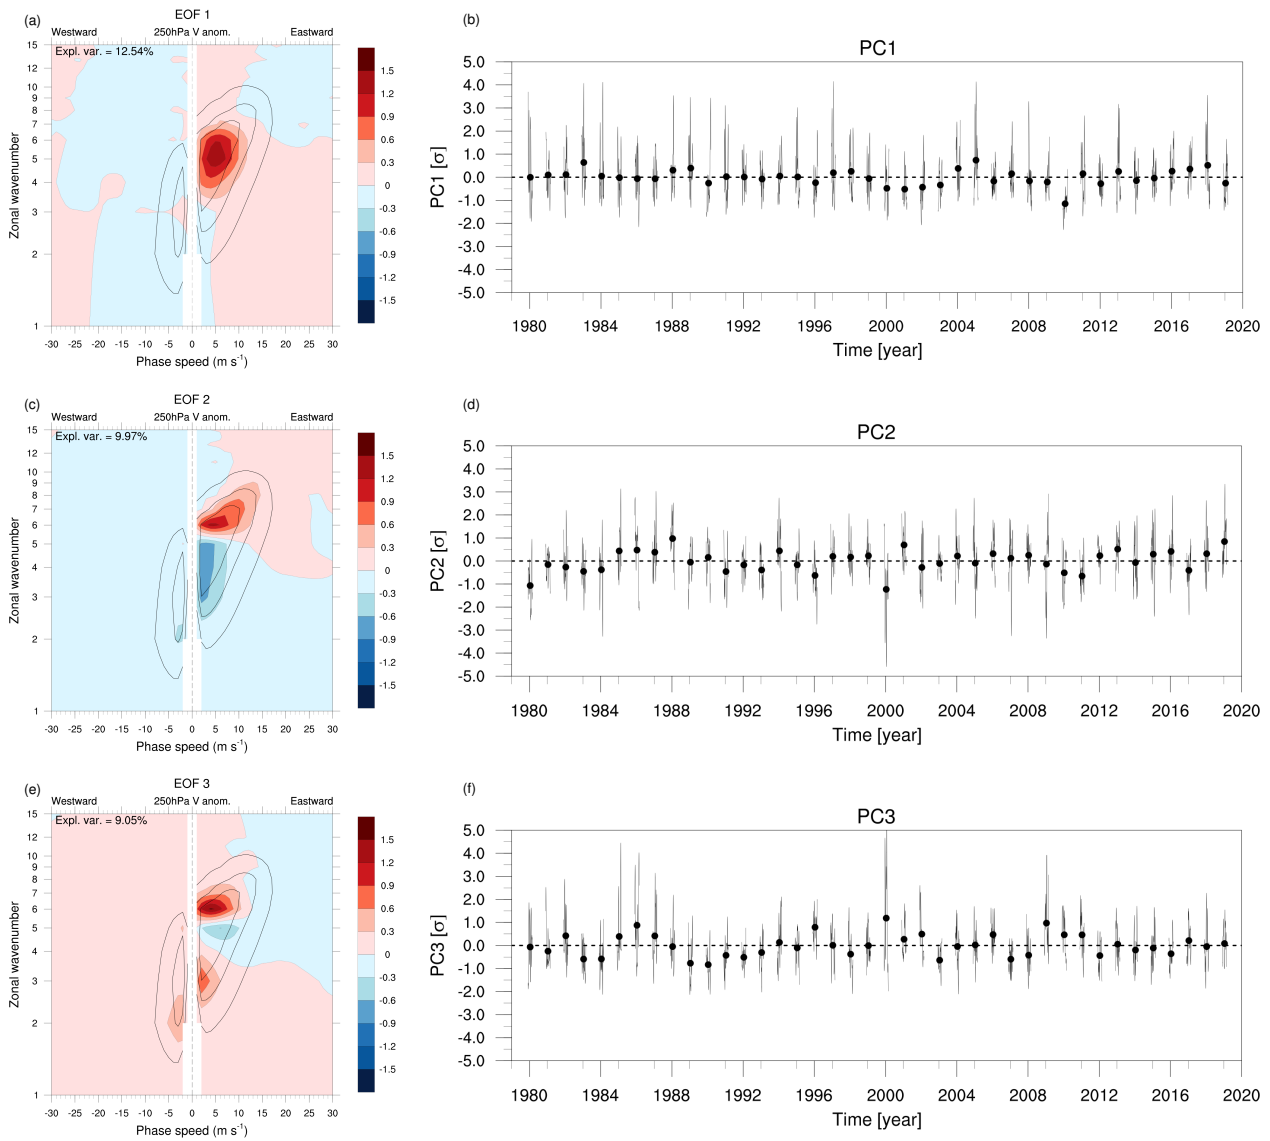 (a)
EOF 1
Westward 250hPa V anom. Eastward
Expl. var. = 12.54%
15
12
10
9
8
7
6
5
4
3
2
1
Zonal wavenumber
-30 -25 -20 -15 -10 -5 0 5 10 15 20 25 30
Phase speed (m s-1)
1.5
1.2
0.9
0.6
0.3
0
-0.3
-0.6
-0.9
-1.2
-1.5
(b)
PC1
5.0
4.0
3.0
2.0
1.0
0.0
-1.0
-2.0
-3.0
-4.0
-5.0
PC1 [σ]
1980 1984 1988 1992 1996 2000 2004 2008 2012 2016 2020
Time [year]
(c)
EOF 2
Westward 250hPa V anom. Eastward
Expl. var. = 9.97%
15
12
10
9
8
7
6
5
4
3
2
1
Zonal wavenumber
-30 -25 -20 -15 -10 -5 0 5 10 15 20 25 30
Phase speed (m s-1)
1.5
1.2
0.9
0.6
0.3
0
-0.3
-0.6
-0.9
-1.2
-1.5
(d)
PC2
5.0
4.0
3.0
2.0
1.0
0.0
-1.0
-2.0
-3.0
-4.0
-5.0
PC2 [σ]
1980 1984 1988 1992 1996 2000 2004 2008 2012 2016 2020
Time [year]
(e)
EOF 3
Westward 250hPa V anom. Eastward
Expl. var. = 9.05%
15
12
10
9
8
7
6
5
4
3
2
1
Zonal wavenumber
-30 -25 -20 -15 -10 -5 0 5 10 15 20 25 30
Phase speed (m s-1)
1.5
1.2
0.9
0.6
0.3
0
-0.3
-0.6
-0.9
-1.2
-1.5
(f)
PC3
5.0
4.0
3.0
2.0
1.0
0.0
-1.0
-2.0
-3.0
-4.0
-5.0
PC3 [σ]
1980 1984 1988 1992 1996 2000 2004 2008 2012 2016 2020
Time [year]